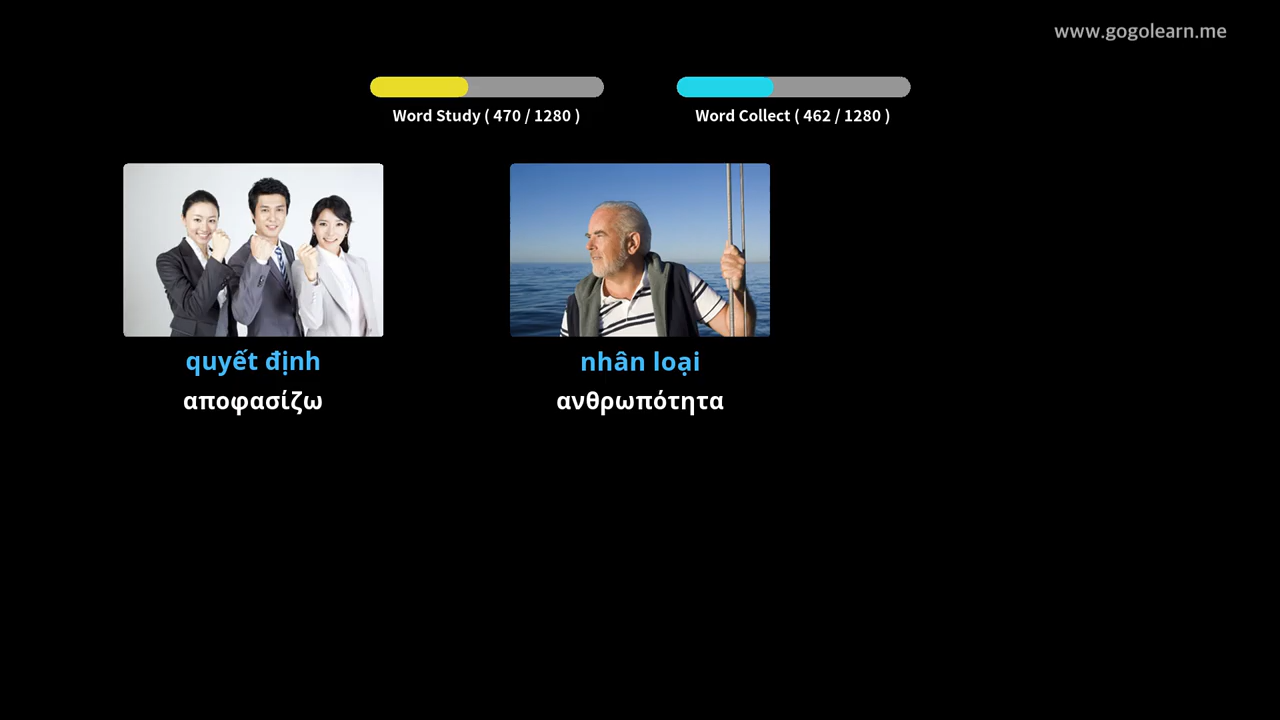 www.gogolearn.me
Word Study ( 470 / 1280 )
Word Collect ( 462 / 1280 )
quyết định
αποφασίζω
nhân loại
ανθρωπότητα